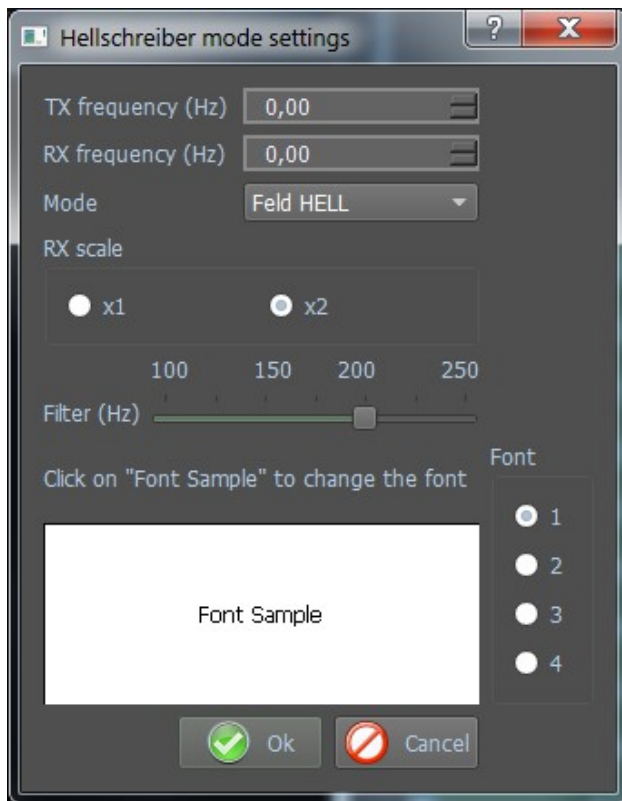 Hellschreiber mode settings ? X
TX frequency (Hz) 0,00
RX frequency (Hz) 0,00
Mode Feld HELL
RX scale
x1 x2
100 150 200 250
Filter (Hz)
Click on "Font Sample" to change the font
Font
1
2
3
4
Font Sample
Ok Cancel